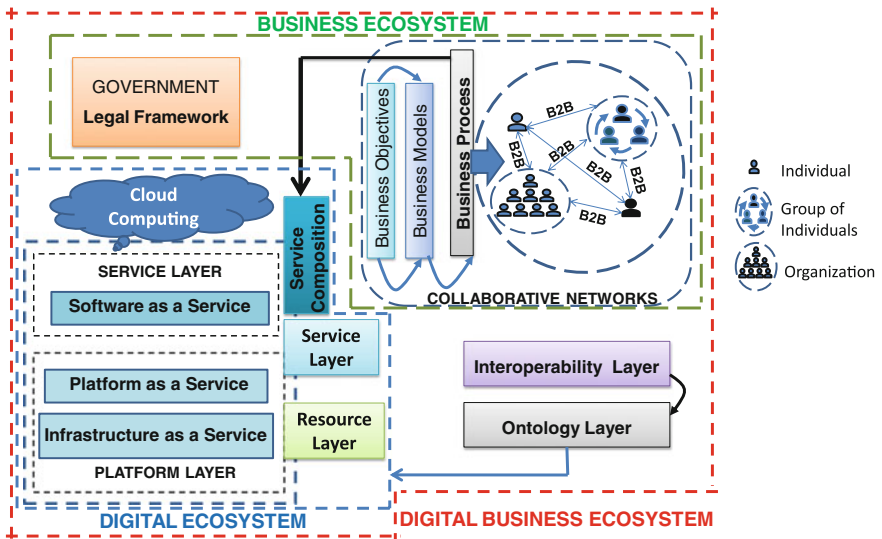 BUSINESS ECOSYSTEM
GOVERNMENT
Legal Framework
Business Objectives
Business Models
Business Process
B2B
B2B
B2B
B2B
B2B
B2B
COLLABORATIVE NETWORKS
Individual
Group of
Individuals
Organization
Cloud
Computing
Service
Composition
SERVICE LAYER
Software as a Service
Service
Layer
Platform as a Service
Infrastructure as a Service
PLATFORM LAYER
Resource
Layer
Interoperability Layer
Ontology Layer
DIGITAL ECOSYSTEM
DIGITAL BUSINESS ECOSYSTEM